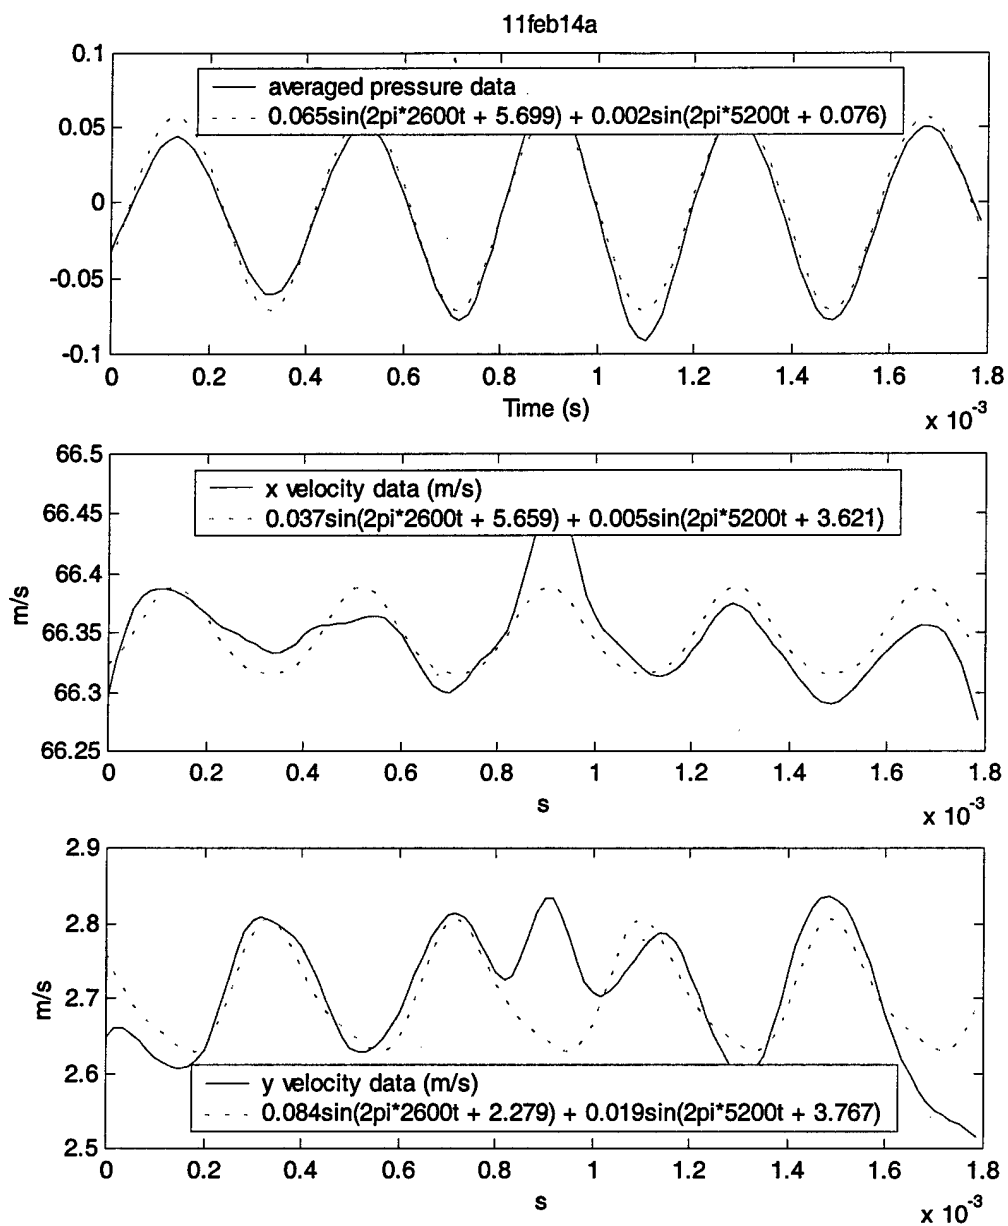 11feb14a
0.1
averaged pressure data
0.065sin(2pi*2600t + 5.699) + 0.002sin(2pi*5200t + 0.076)
0.05
0
-0.05
-0.1
0 0.2 0.4 0.6 0.8 1 1.2 1.4 1.6 1.8
Time (s)
x 10-3
66.5
x velocity data (m/s)
0.037sin(2pi*2600t + 5.659) + 0.005sin(2pi*5200t + 3.621)
66.45
66.4
m/s
66.35
66.3
66.25
0 0.2 0.4 0.6 0.8 1 1.2 1.4 1.6 1.8
s
x 10-3
2.9
2.8
m/s
2.7
2.6
y velocity data (m/s)
0.084sin(2pi*2600t + 2.279) + 0.019sin(2pi*5200t + 3.767)
2.5
0 0.2 0.4 0.6 0.8 1 1.2 1.4 1.6 1.8
s
x 10-3